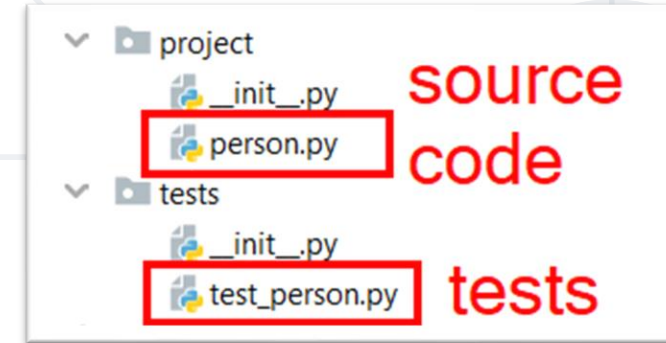 project
__init__.py
person.py
source
code
tests
__init__.py
test_person.py
tests